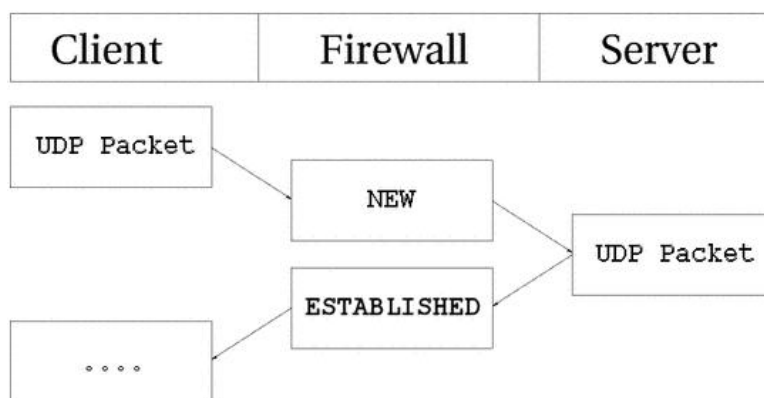 Client Firewall Server
UDP Packet
NEW
UDP Packet
ESTABLISHED
....